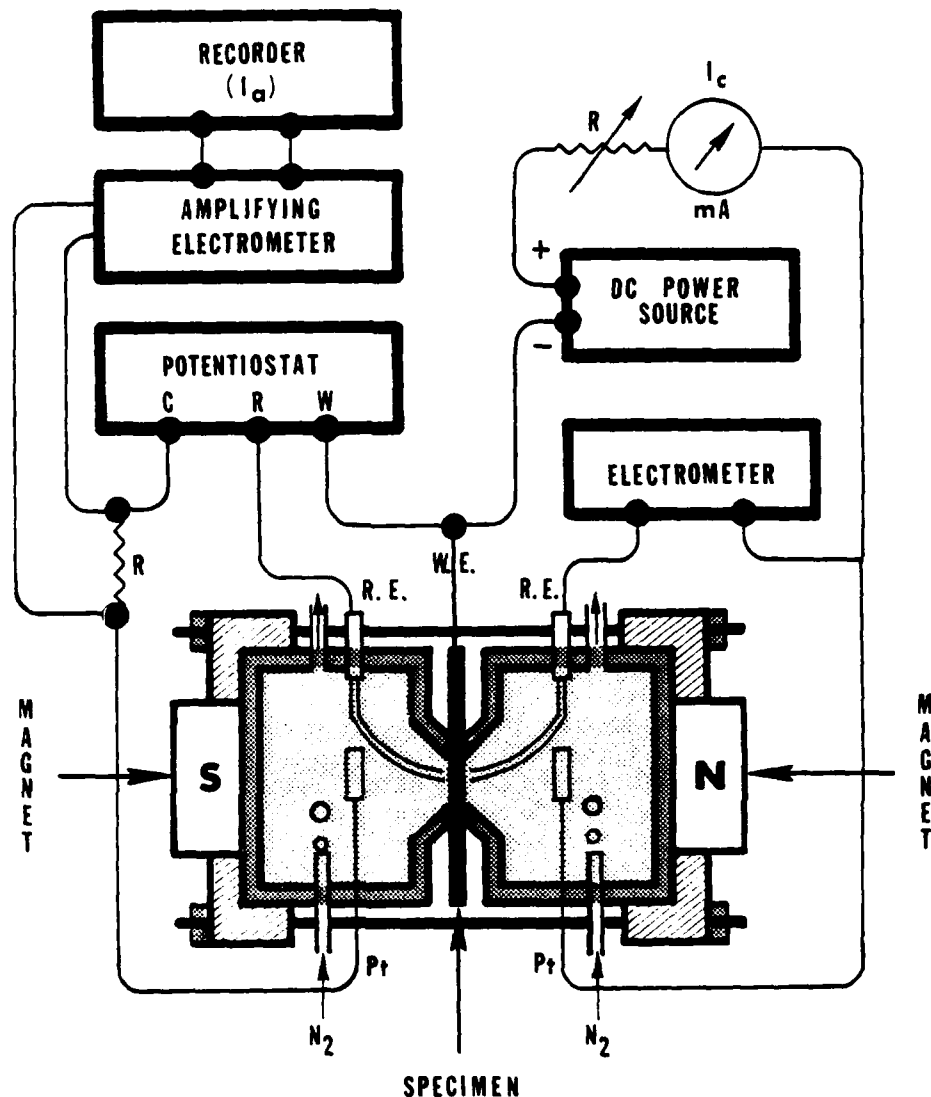 RECORDER
(Ia)
AMPLIFYING
ELECTROMETER
POTENTIOSTAT
C R W
R
Ic
R
mA
+
DC POWER
SOURCE
−
ELECTROMETER
W.E.
R.E.
R.E.
MAGNET
S
N
MAGNET
Pt
Pt
N2
N2
SPECIMEN